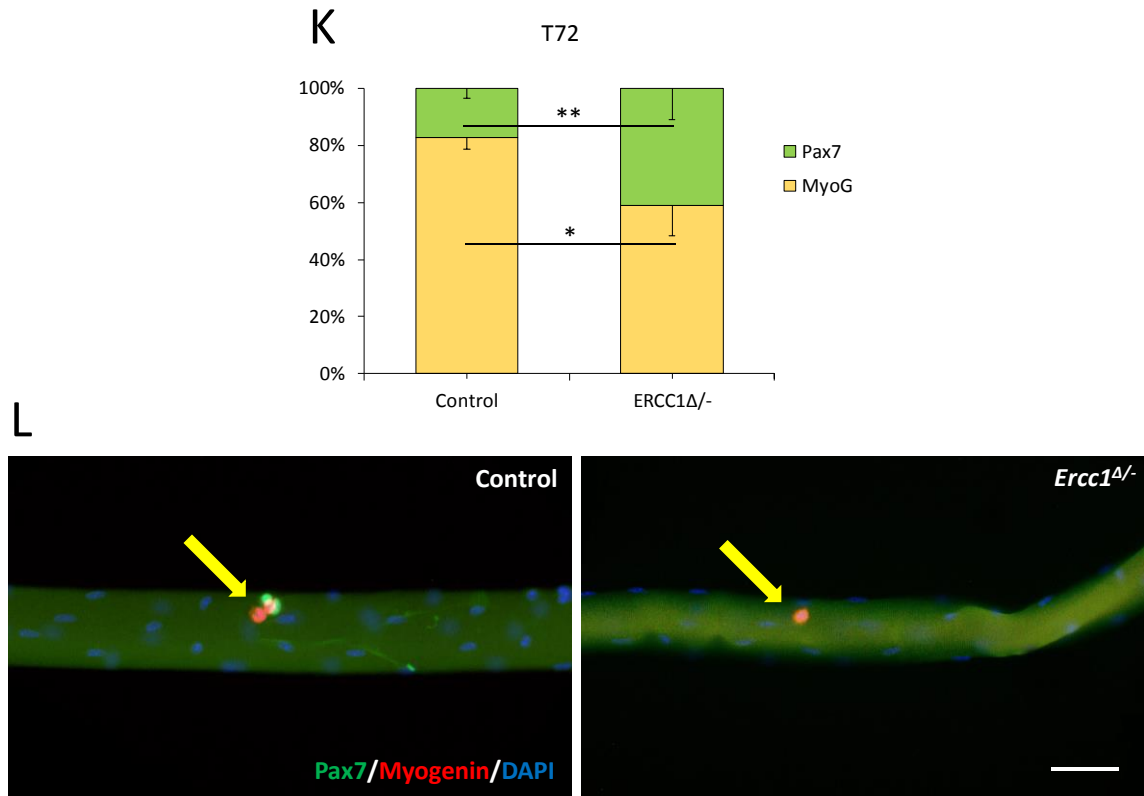 K
T72
100%
80%
60%
40%
20%
0%
**
*
Pax7
MyoG
Control
ERCC1Δ/-
L
Control
Ercc1Δ/-
Pax7/Myogenin/DAPI